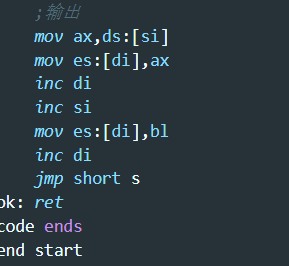 ;输出
mov ax,ds:[si]
mov es:[di],ax
inc di
inc si
mov es:[di],bl
inc di
jmp short s
ok: ret
code ends
end start